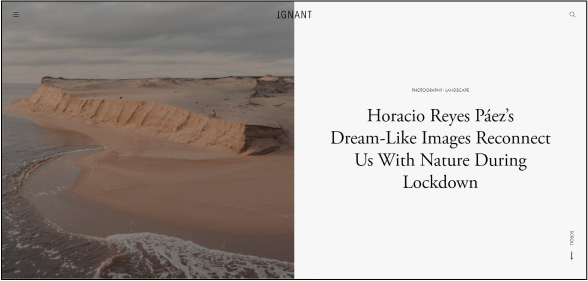 IGNANT
PHOTOGRAPHY · LANDSCAPE
Horacio Reyes Páez's
Dream-Like Images Reconnect
Us With Nature During
Lockdown
SCROLL